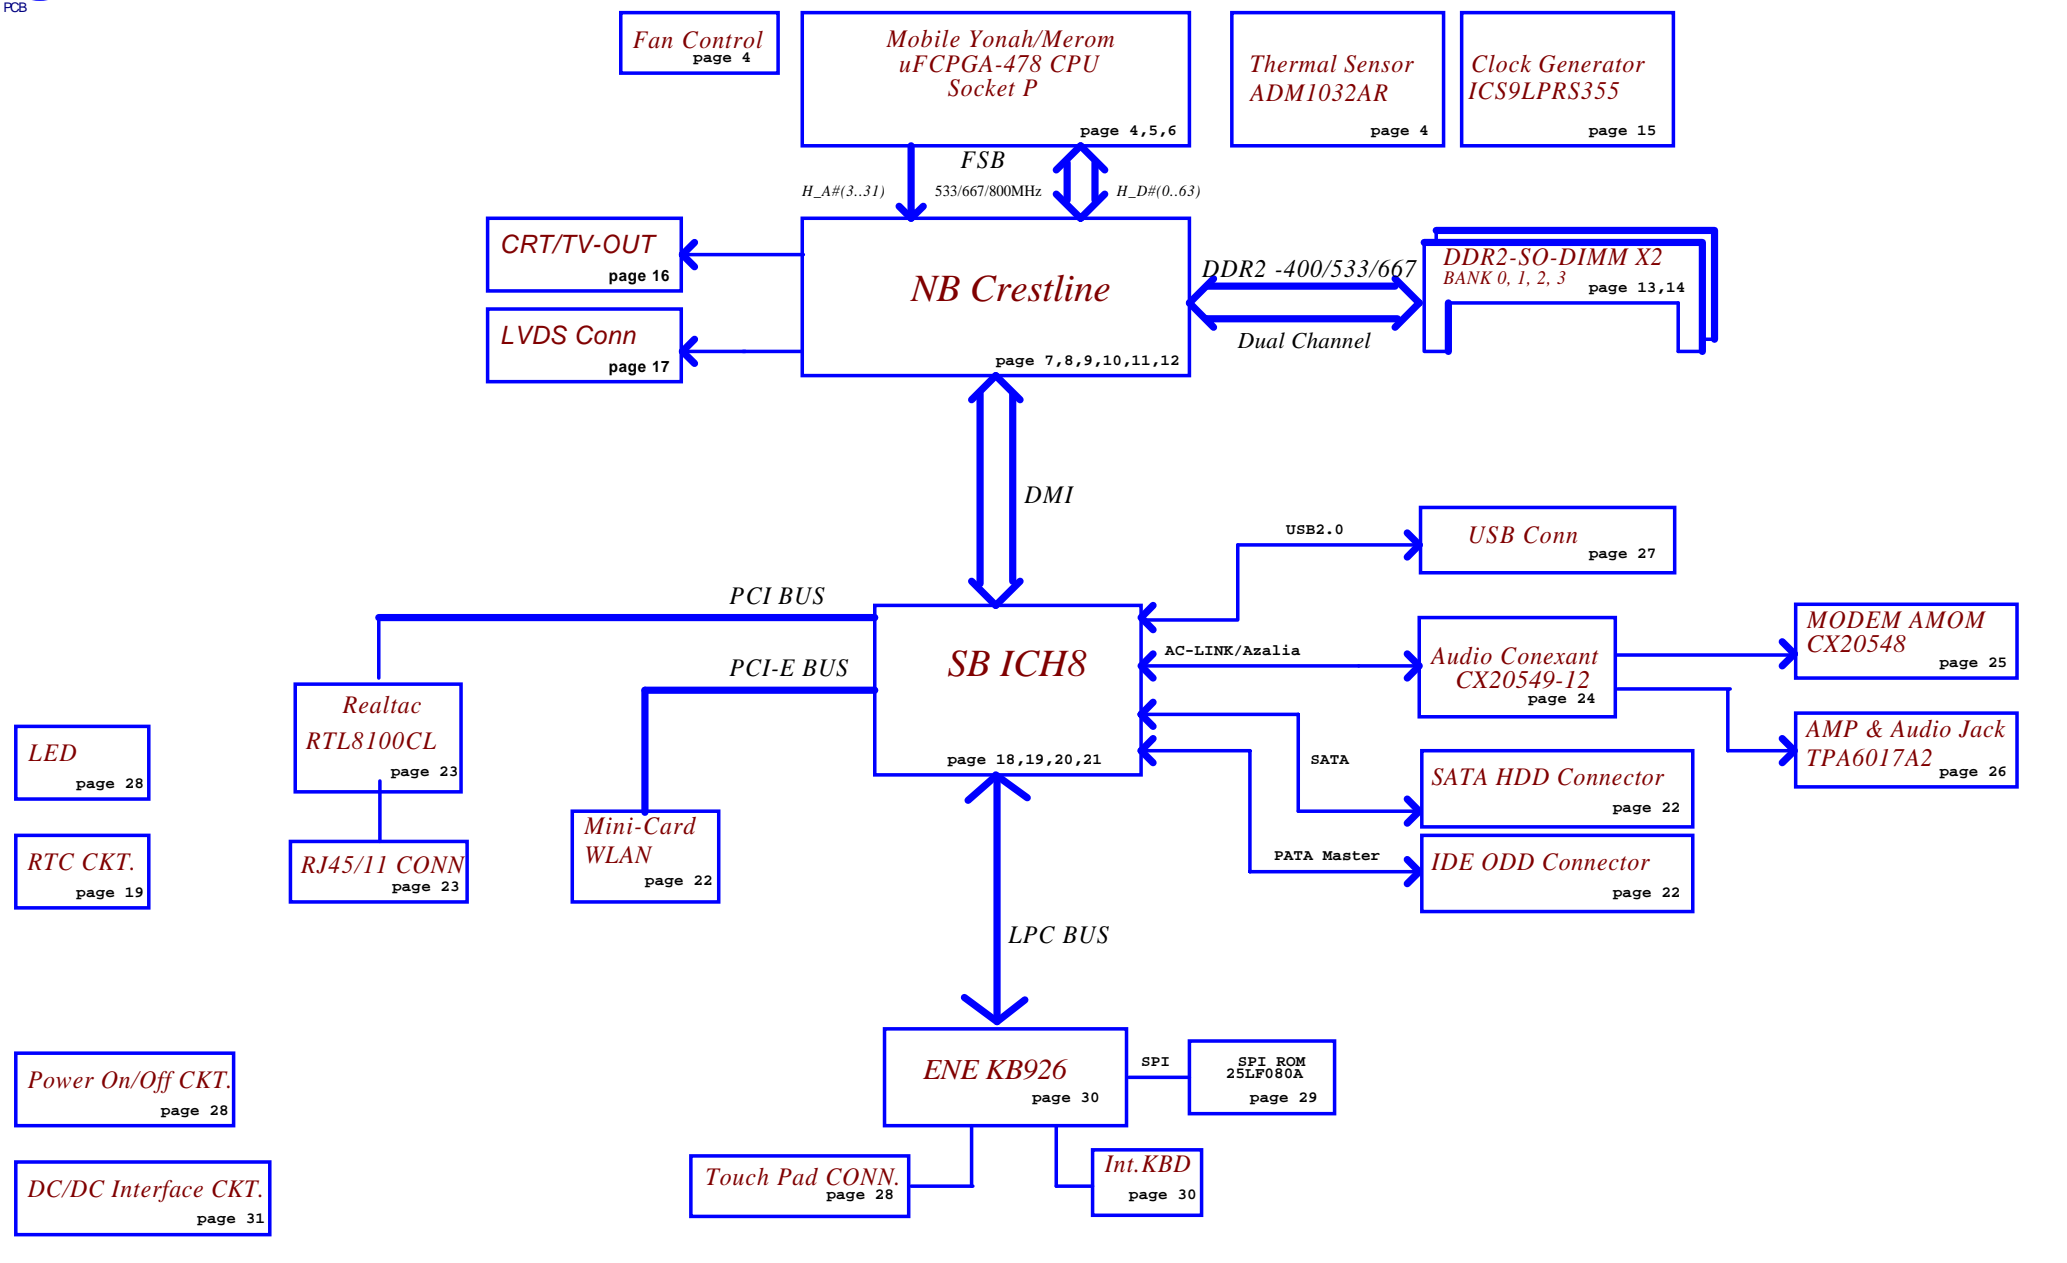 PCB
Fan Control
page 4
Mobile Yonah/Merom
uFCPGA-478 CPU
Socket P
page 4,5,6
Thermal Sensor
ADM1032AR
page 4
Clock Generator
ICS9LPRS355
page 15
FSB
H_A#(3..31)
533/667/800MHz
H_D#(0..63)
CRT/TV-OUT
page 16
LVDS Conn
page 17
NB Crestline
page 7,8,9,10,11,12
DDR2 -400/533/667
Dual Channel
DDR2-SO-DIMM X2
BANK 0, 1, 2, 3
page 13,14
DMI
USB2.0
USB Conn
page 27
PCI BUS
PCI-E BUS
SB ICH8
page 18,19,20,21
AC-LINK/Azalia
Audio Conexant
CX20549-12
page 24
MODEM AMOM
CX20548
page 25
AMP & Audio Jack
TPA6017A2
page 26
SATA
SATA HDD Connector
page 22
PATA Master
IDE ODD Connector
page 22
Realtac
RTL8100CL
page 23
RJ45/11 CONN
page 23
Mini-Card
WLAN
page 22
LED
page 28
RTC CKT.
page 19
LPC BUS
ENE KB926
page 30
SPI
SPI ROM
25LF080A
page 29
Touch Pad CONN.
page 28
Int.KBD
page 30
Power On/Off CKT.
page 28
DC/DC Interface CKT.
page 31